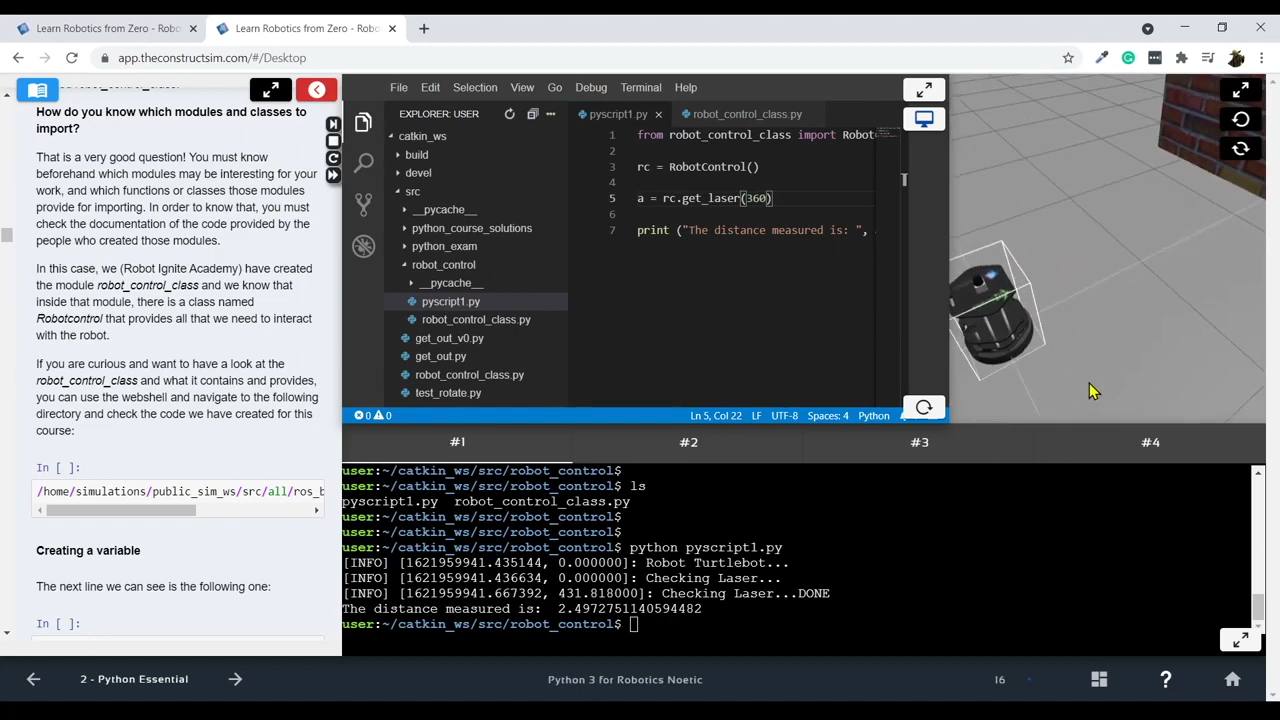 Learn Robotics from Zero - Robo
Learn Robotics from Zero - Robo
app.theconstructsim.com/#/Desktop
How do you know which modules and classes to
import?
That is a very good question! You must know
beforehand which modules may be interesting for your
work, and which functions or classes those modules
provide for importing. In order to know that, you must
check the documentation of the code provided by the
people who created those modules.
In this case, we (Robot Ignite Academy) have created
the module robot_control_class and we know that
inside that module, there is a class named
Robotcontrol that provides all that we need to interact
with the robot.
If you are curious and want to have a look at the
robot_control_class and what it contains and provides,
you can use the webshell and navigate to the following
directory and check the code we have created for this
course:
In [ ]:
/home/simulations/public_sim_ws/src/all/ros_b
Creating a variable
The next line we can see is the following one:
In [ ]:
File Edit Selection View Go Debug Terminal Help
EXPLORER: USER
catkin_ws
build
devel
src
__pycache__
python_course_solutions
python_exam
robot_control
__pycache__
pyscript1.py
robot_control_class.py
get_out_v0.py
get_out.py
robot_control_class.py
test_rotate.py
pyscript1.py
robot_control_class.py
1 from robot_control_class import Robot
2
3 rc = RobotControl()
4
5 a = rc.get_laser(360)
6
7 print ("The distance measured is: ",
0 0 Ln 5, Col 22 LF UTF-8 Spaces: 4 Python
#1 #2 #3 #4
user:~/catkin_ws/src/robot_control$
user:~/catkin_ws/src/robot_control$ ls
pyscript1.py robot_control_class.py
user:~/catkin_ws/src/robot_control$
user:~/catkin_ws/src/robot_control$
user:~/catkin_ws/src/robot_control$ python pyscript1.py
[INFO] [1621959941.435144, 0.000000]: Robot Turtlebot...
[INFO] [1621959941.436634, 0.000000]: Checking Laser...
[INFO] [1621959941.667392, 431.818000]: Checking Laser...DONE
The distance measured is: 2.4972751140594482
user:~/catkin_ws/src/robot_control$
2 - Python Essential
Python 3 for Robotics Noetic
16
?